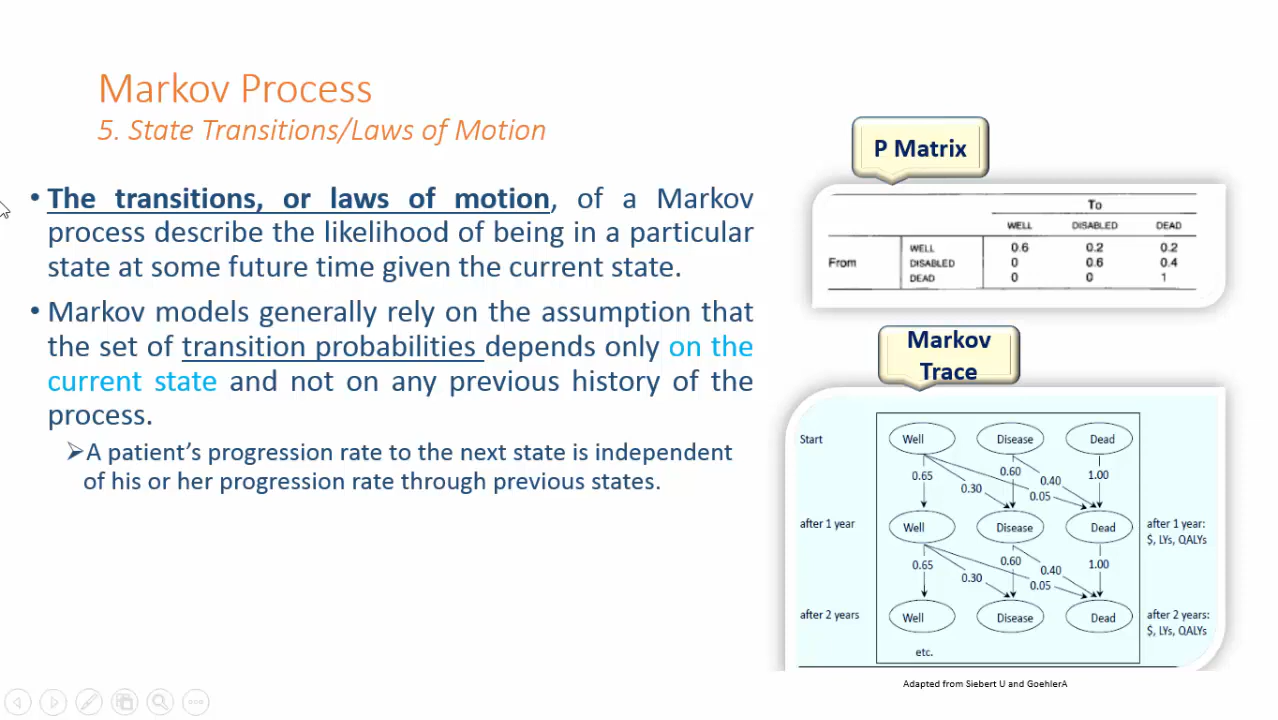 Markov Process
5. State Transitions/Laws of Motion
• The transitions, or laws of motion, of a Markov
process describe the likelihood of being in a particular
state at some future time given the current state.
• Markov models generally rely on the assumption that
the set of transition probabilities depends only on the
current state and not on any previous history of the
process.
➢A patient's progression rate to the next state is independent
of his or her progression rate through previous states.
P Matrix
To
WELL DISABLED DEAD
From
WELL 0.6 0.2 0.2
DISABLED 0 0.6 0.4
DEAD 0 0 1
Markov
Trace
Start Well Disease Dead
0.65 0.30 0.60 0.40 0.05 1.00
after 1 year Well Disease Dead after 1 year:
$, LYs, QALYs
0.65 0.30 0.60 0.40 0.05 1.00
after 2 years Well Disease Dead after 2 years:
$, LYs, QALYs
etc.
Adapted from Siebert U and GoehlerA